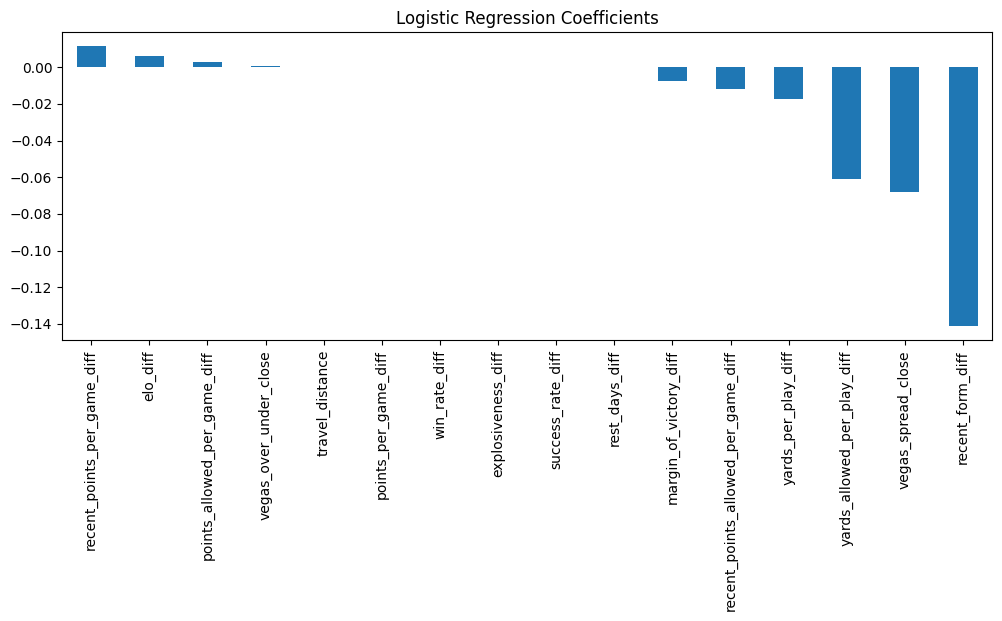 Logistic Regression Coefficients
0.00
−0.02
−0.04
−0.06
−0.08
−0.10
−0.12
−0.14
recent_points_per_game_diff
elo_diff
points_allowed_per_game_diff
vegas_over_under_close
travel_distance
points_per_game_diff
win_rate_diff
explosiveness_diff
success_rate_diff
rest_days_diff
margin_of_victory_diff
recent_points_allowed_per_game_diff
yards_per_play_diff
yards_allowed_per_play_diff
vegas_spread_close
recent_form_diff